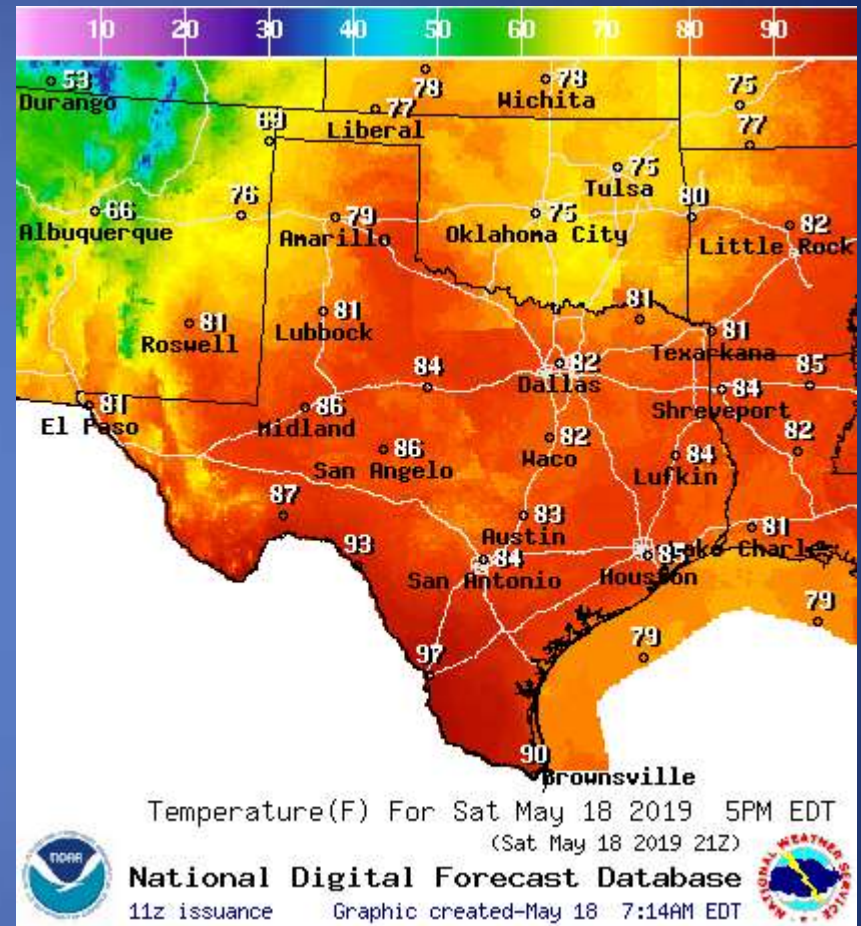 10 20 30 40 50 60 70 80 90
53
Durango
78
78
Wichita
75
77
Liberal
69
77
75
Tulsa
66
Albuquerque
76
79
Amarillo
75
Oklahoma City
80
82
Little Rock
81
Roswell
81
Lubbock
81
81
Texarkana
82
Dallas
84
85
84
Shreveport
81
El Paso
86
Midland
86
San Angelo
82
Waco
84
Lufkin
82
87
83
Austin
81
Lake Charles
93
84
San Antonio
85
Houston
79
79
97
90
Brownsville
Temperature(F) For Sat May 18 2019 5PM EDT
(Sat May 18 2019 21Z)
NOAA
National Digital Forecast Database
11z issuance Graphic created-May 18 7:14AM EDT
NATIONAL WEATHER SERVICE